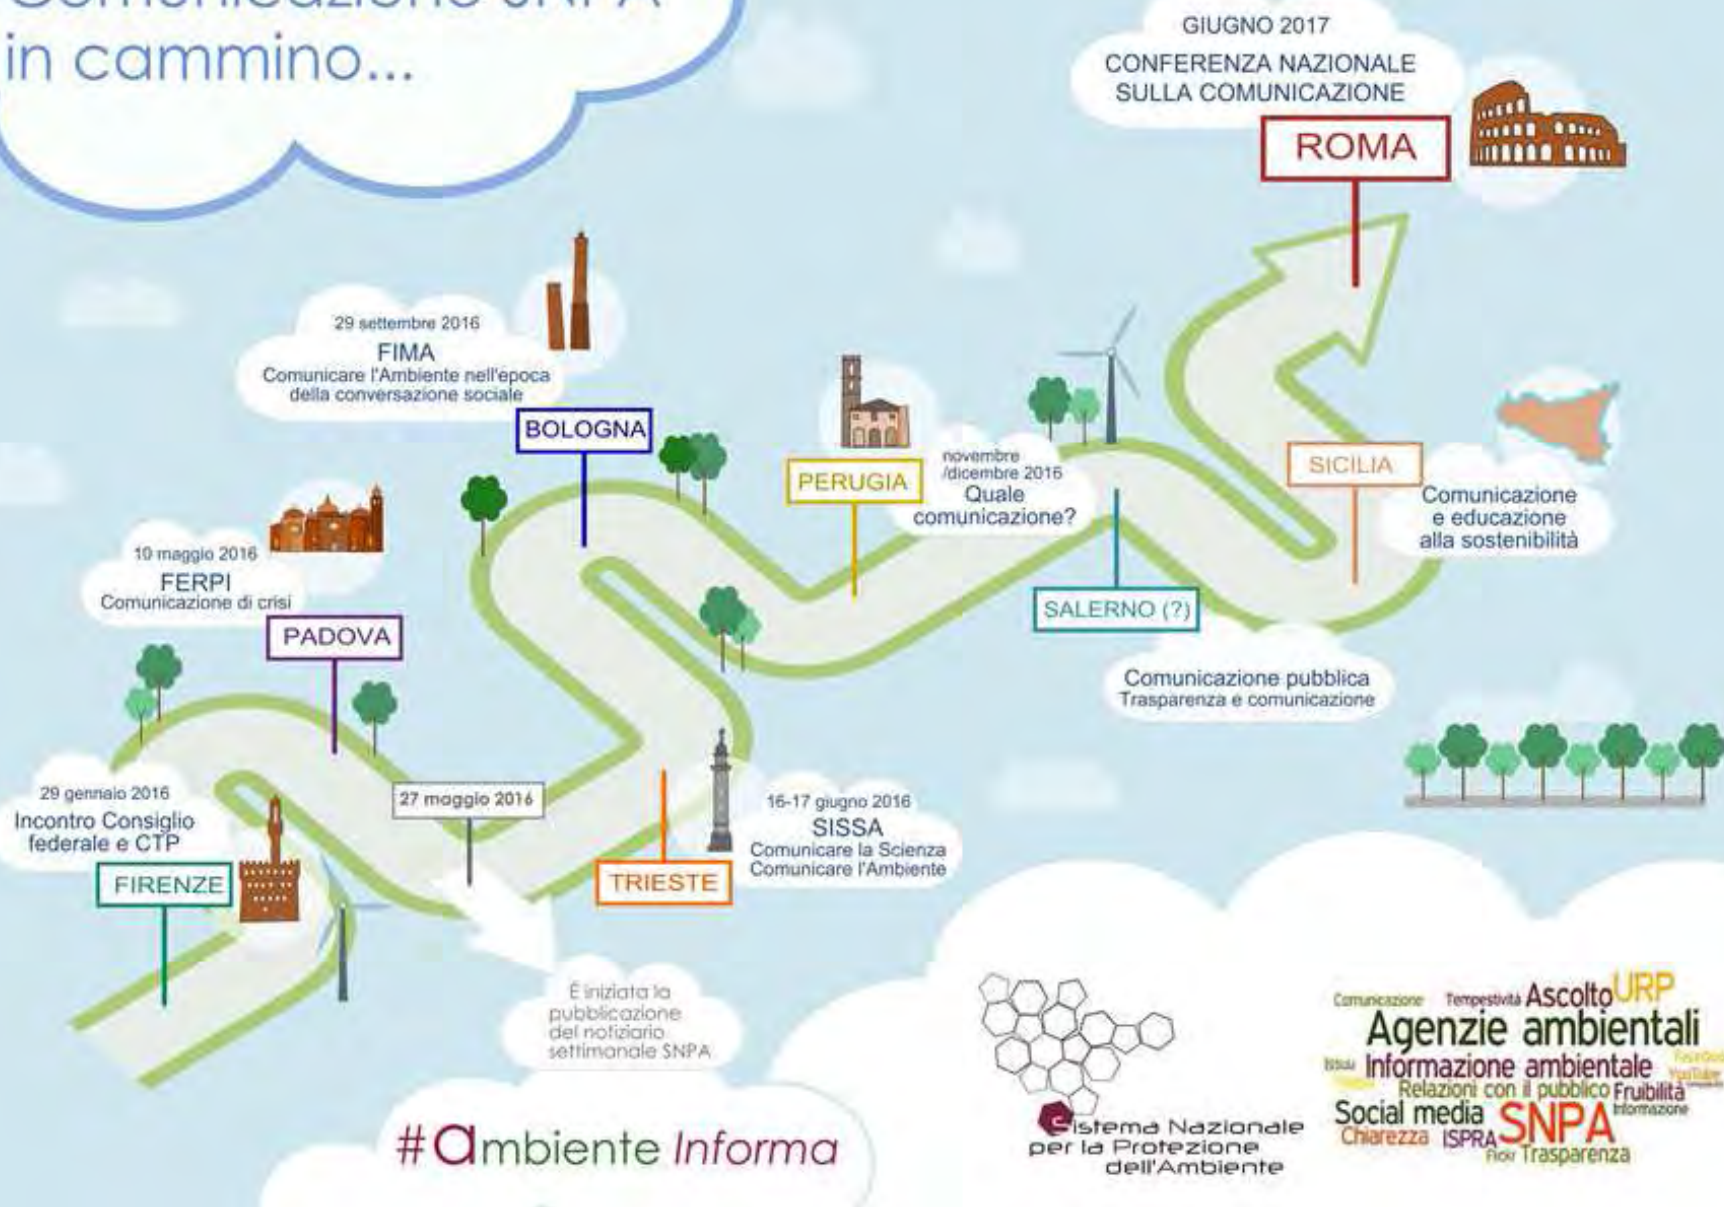 Comunicazione SNPA
in cammino...
GIUGNO 2017
CONFERENZA NAZIONALE
SULLA COMUNICAZIONE
ROMA
29 settembre 2016
FIMA
Comunicare l'Ambiente nell'epoca
della conversazione sociale
BOLOGNA
PERUGIA
novembre
/dicembre 2016
Quale
comunicazione?
SICILIA
Comunicazione
e educazione
alla sostenibilità
10 maggio 2016
FERPI
Comunicazione di crisi
PADOVA
SALERNO (?)
Comunicazione pubblica
Trasparenza e comunicazione
29 gennaio 2016
Incontro Consiglio
federale e CTP
FIRENZE
27 maggio 2016
16-17 giugno 2016
SISSA
Comunicare la Scienza
Comunicare l'Ambiente
TRIESTE
È iniziata la
pubblicazione
del notiziario
settimanale SNPA
#ambiente Informa
Sistema Nazionale
per la Protezione
dell'Ambiente
Comunicazione Tempestività Ascolto URP
Agenzie ambientali
Informazione ambientale YouTube
Relazioni con il pubblico Fruibilità
Social media SNPA Informazione
Chiarezza ISPRA
Flickr Trasparenza